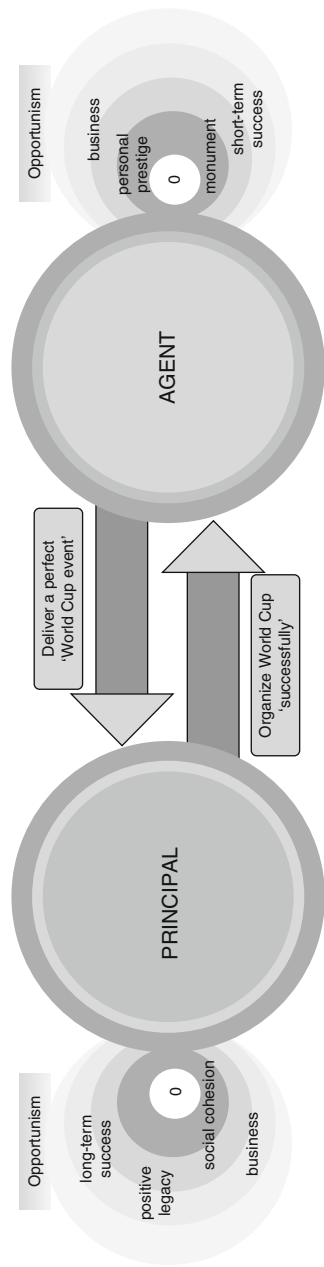 Opportunism
long-term
success
positive
legacy
0
social cohesion
business
PRINCIPAL
Deliver a perfect
‘World Cup event’
Organize World Cup
‘successfully’
AGENT
Opportunism
business
personal
prestige
0
monument
short-term
success